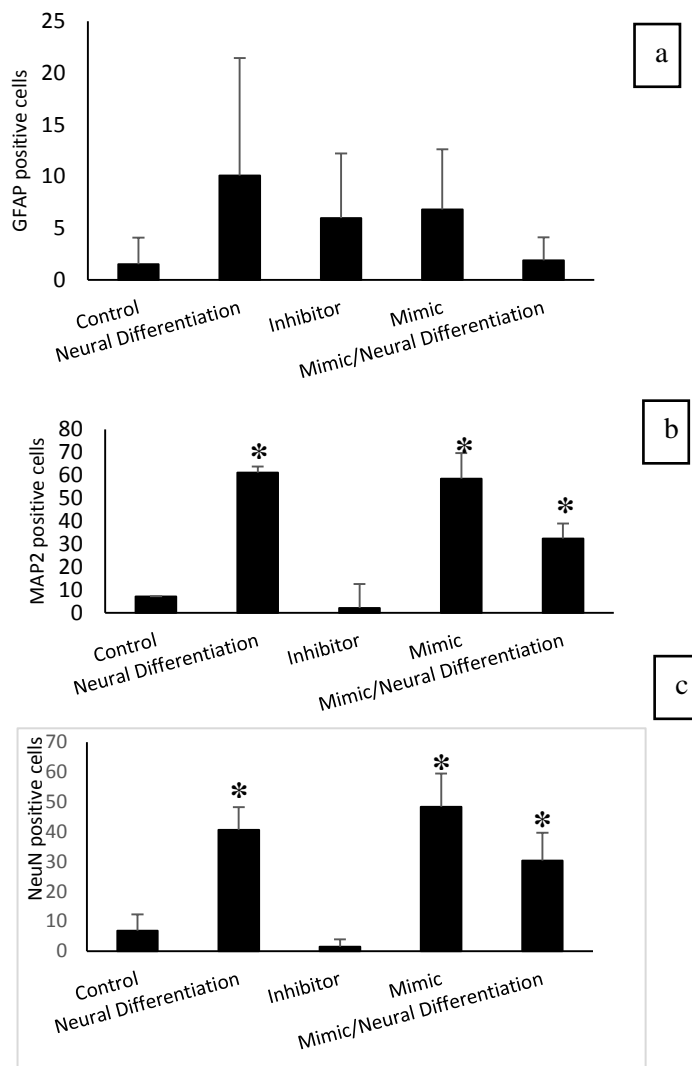 a
GFAP positive cells
25
20
15
10
5
0
Control
Neural Differentiation
Inhibitor
Mimic
Mimic/Neural Differentiation
b
MAP2 positive cells
80
70
60
50
40
30
20
10
0
*
*
*
Control
Neural Differentiation
Inhibitor
Mimic
Mimic/Neural Differentiation
c
NeuN positive cells
70
60
50
40
30
20
10
0
*
*
*
Control
Neural Differentiation
Inhibitor
Mimic
Mimic/Neural Differentiation